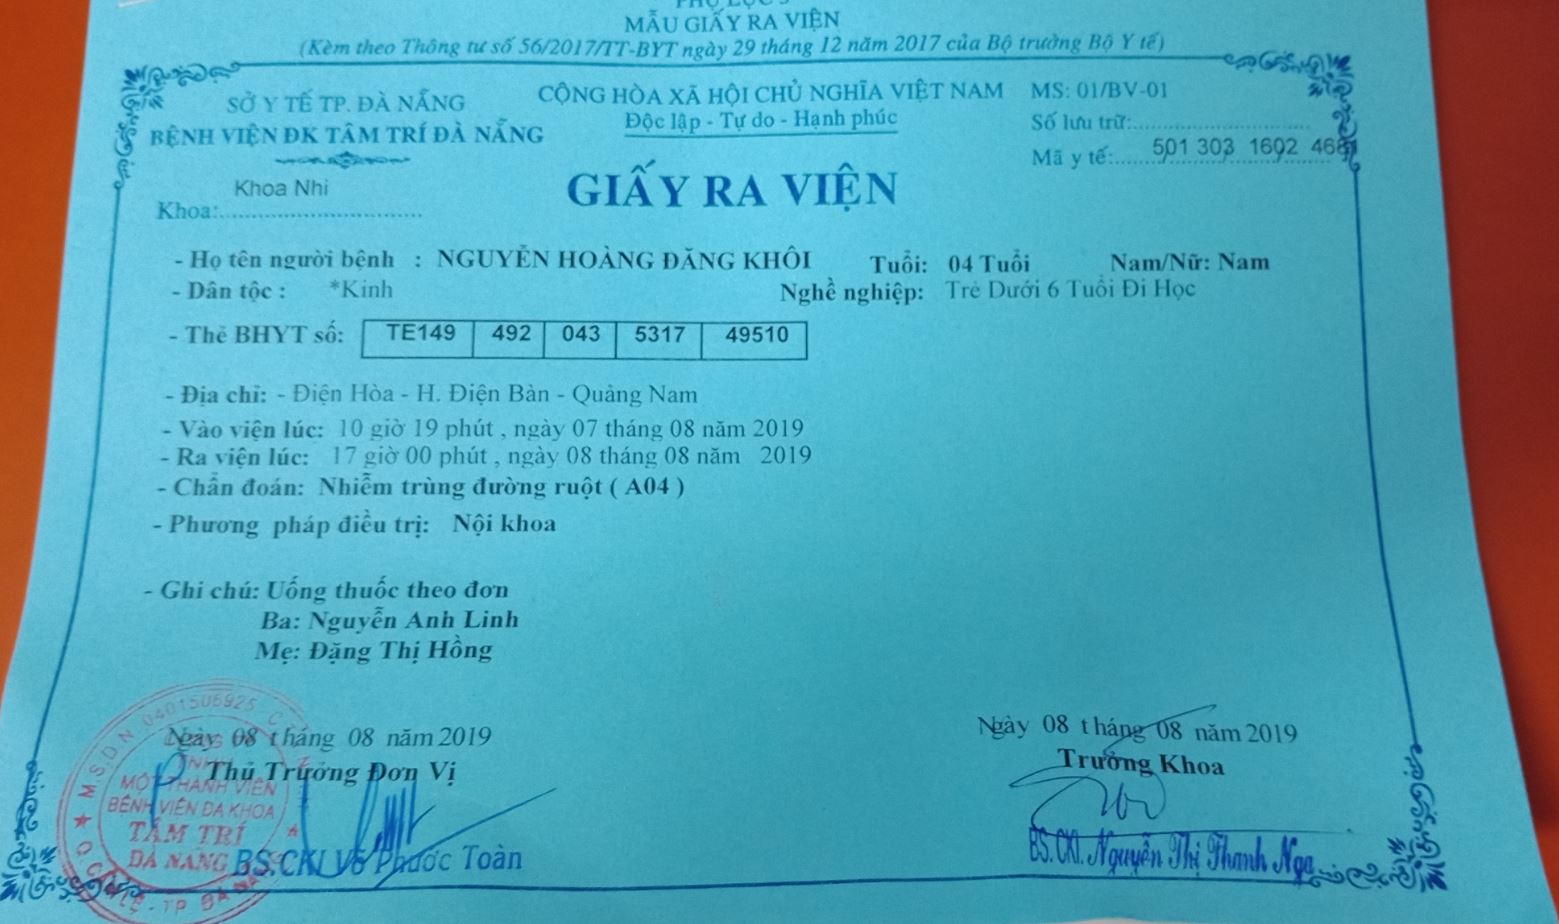 MẪU GIẤY RA VIỆN
(Kèm theo Thông tư số 56/2017/TT-BYT ngày 29 tháng 12 năm 2017 của Bộ trưởng Bộ Y tế)
SỞ Y TẾ TP. ĐÀ NẴNG
BỆNH VIỆN ĐK TÂM TRÍ ĐÀ NẴNG
CỘNG HÒA XÃ HỘI CHỦ NGHĨA VIỆT NAM
Độc lập - Tự do - Hạnh phúc
MS: 01/BV-01
Số lưu trữ:
Mã y tế: 501 303 1602 468
Khoa: Khoa Nhi
GIẤY RA VIỆN
- Họ tên người bệnh : NGUYỄN HOÀNG ĐĂNG KHÔI Tuổi: 04 Tuổi Nam/Nữ: Nam
- Dân tộc : *Kinh Nghề nghiệp: Trẻ Dưới 6 Tuổi Đi Học
- Thẻ BHYT số: TE149 492 043 5317 49510
- Địa chỉ: - Điện Hòa - H. Điện Bàn - Quảng Nam
- Vào viện lúc: 10 giờ 19 phút , ngày 07 tháng 08 năm 2019
- Ra viện lúc: 17 giờ 00 phút , ngày 08 tháng 08 năm 2019
- Chẩn đoán: Nhiễm trùng đường ruột ( A04 )
- Phương pháp điều trị: Nội khoa
- Ghi chú: Uống thuốc theo đơn
Ba: Nguyễn Anh Linh
Mẹ: Đặng Thị Hồng
Ngày 08 tháng 08 năm 2019
Thủ Trưởng Đơn Vị
M.S.D.N 0401506925
MỘT THÀNH VIÊN
BỆNH VIỆN ĐA KHOA
TÂM TRÍ
ĐÀ NẴNG
BS.CKI Võ Phước Toàn
Ngày 08 tháng 08 năm 2019
Trưởng Khoa
BS.CKI. Nguyễn Thị Thanh Nga